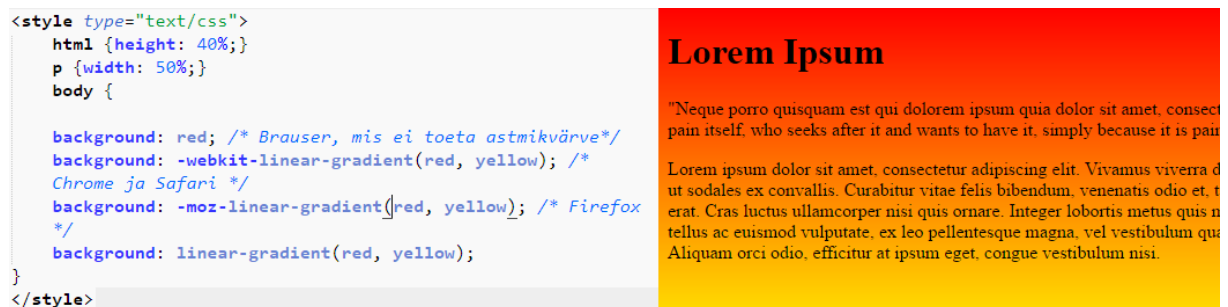 <style type="text/css">
html {height: 40%;}
p {width: 50%;}
body {
background: red; /* Brauser, mis ei toeta astmikvärve*/
background: -webkit-linear-gradient(red, yellow); /*
Chrome ja Safari */
background: -moz-linear-gradient(red, yellow); /* Firefox
*/
background: linear-gradient(red, yellow);
}
</style>
Lorem Ipsum
"Neque porro quisquam est qui dolorem ipsum quia dolor sit amet, consect
pain itself, who seeks after it and wants to have it, simply because it is pain
Lorem ipsum dolor sit amet, consectetur adipiscing elit. Vivamus viverra d
ut sodales ex convallis. Curabitur vitae felis bibendum, venenatis odio et, t
erat. Cras luctus ullamcorper nisi quis ornare. Integer lobortis metus quis
tellus ac euismod vulputate, ex leo pellentesque magna, vel vestibulum qua
Aliquam orci odio, efficitur at ipsum eget, congue vestibulum nisi.